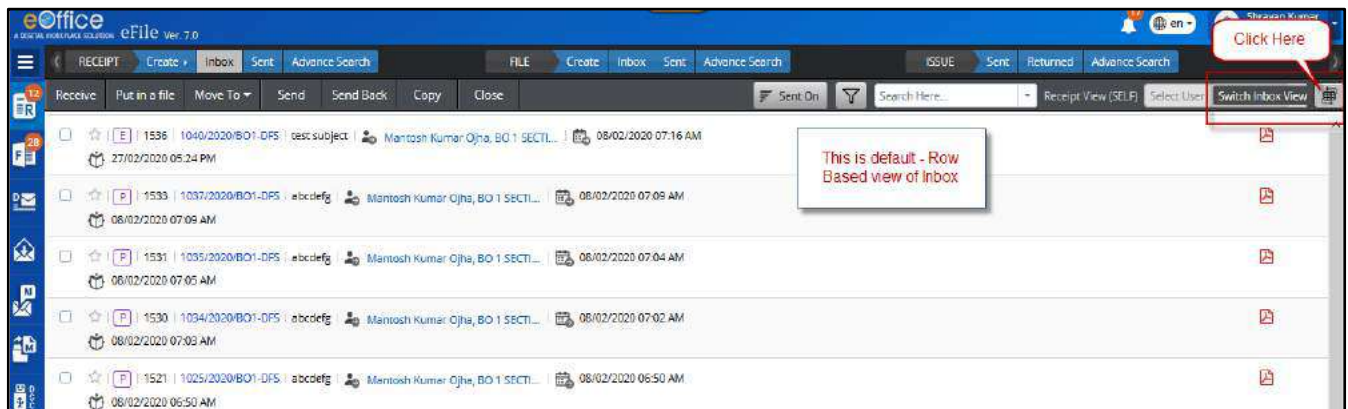 eOffice
A DIGITAL WORKPLACE SOLUTION eFile Ver. 7.0
17 en
Shravan Kumar
Click Here
RECEIPT Create Inbox Sent Advance Search FILE Create Inbox Sent Advance Search ISSUE Sent Returned Advance Search
12 R
Receive Put in a file Move To Send Send Back Copy Close Sent On Search Here... Receipt View (SELF) Select User Switch Inbox View
E 1536 1040/2020/BO1-DFS test subject Mantosh Kumar Ojha, BO 1 SECTI... 08/02/2020 07:16 AM
27/02/2020 05:24 PM
28 F
This is default - Row
Based view of Inbox
P 1533 1037/2020/BO1-DFS abcdefg Mantosh Kumar Ojha, BO 1 SECTI... 08/02/2020 07:09 AM
08/02/2020 07:09 AM
D
P 1531 1035/2020/BO1-DFS abcdefg Mantosh Kumar Ojha, BO 1 SECTI... 08/02/2020 07:04 AM
08/02/2020 07:05 AM
M
P 1530 1034/2020/BO1-DFS abcdefg Mantosh Kumar Ojha, BO 1 SECTI... 08/02/2020 07:02 AM
08/02/2020 07:03 AM
M
P 1521 1025/2020/BO1-DFS abcdefg Mantosh Kumar Ojha, BO 1 SECTI... 08/02/2020 06:50 AM
08/02/2020 06:50 AM
DSC